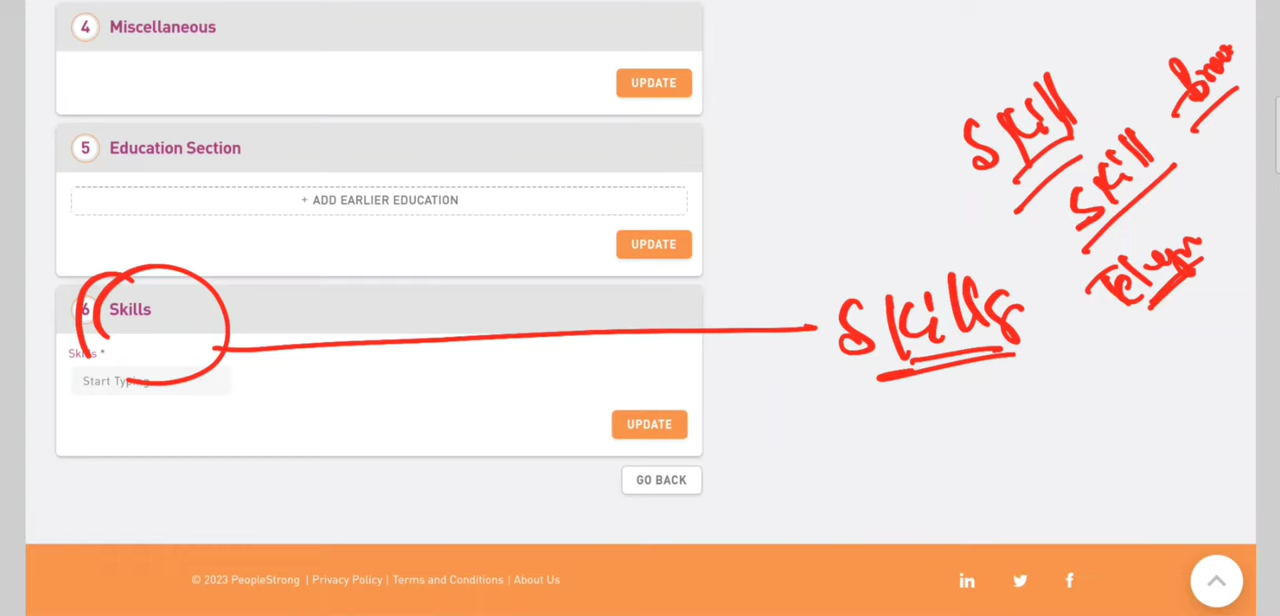 4 Miscellaneous
UPDATE
5 Education Section
+ ADD EARLIER EDUCATION
UPDATE
6 Skills
Skills *
Start Typing
UPDATE
GO BACK
Skill
Skill
Skills
© 2023 PeopleStrong | Privacy Policy | Terms and Conditions | About Us